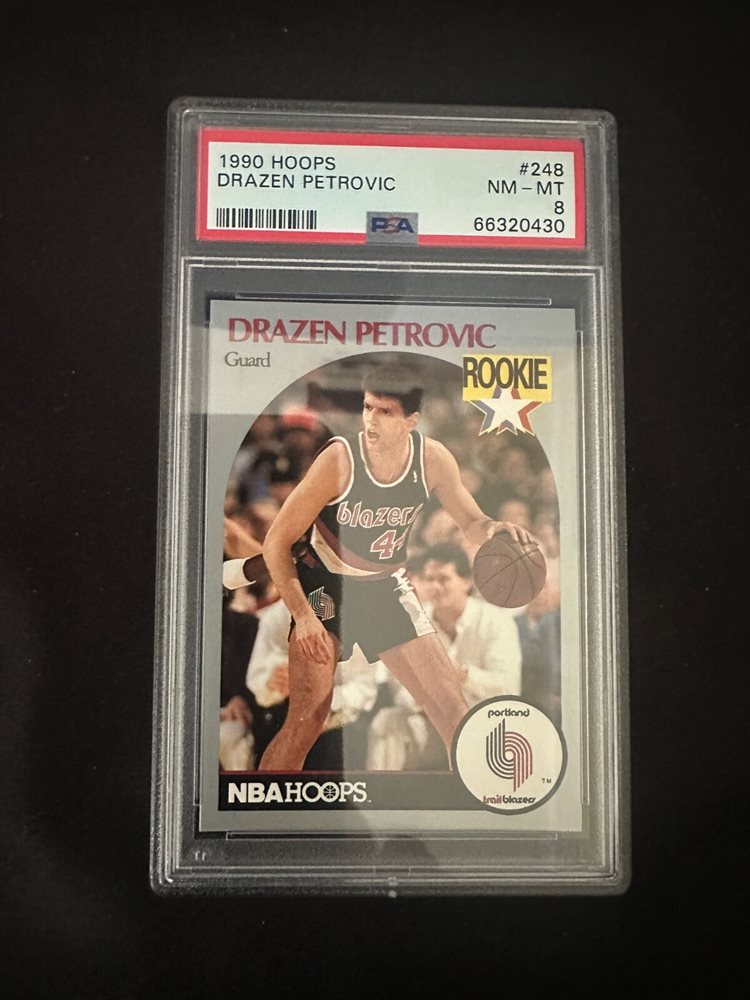 1990 HOOPS #248
DRAZEN PETROVIC NM - MT
8
PSA 66320430
DRAZEN PETROVIC
Guard
ROOKIE
blazers
44
portland
trail blazers
TM
NBA HOOPS